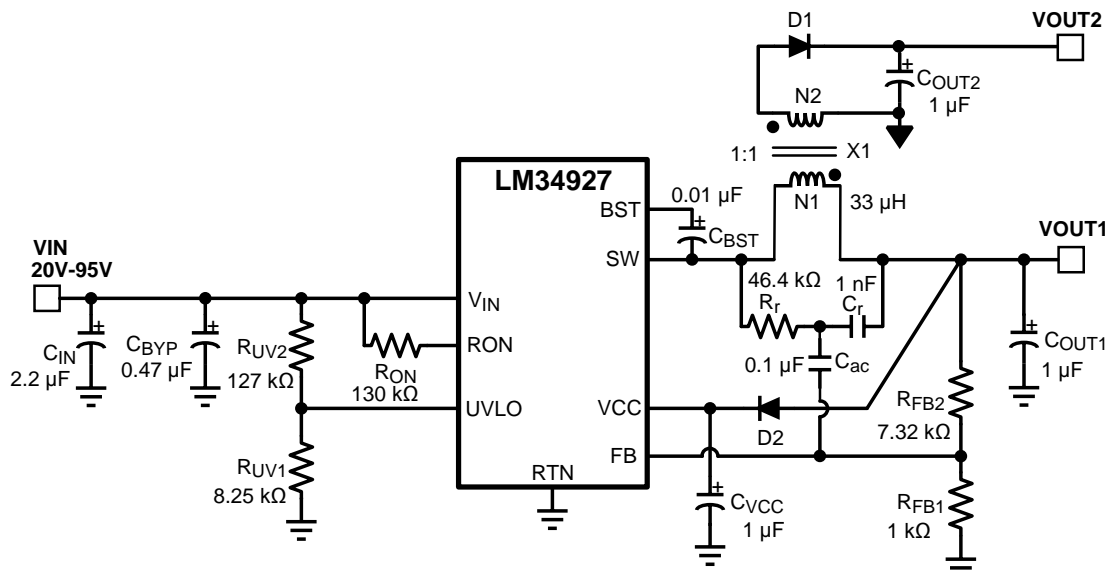 D1
VOUT2
+
COUT2
1 µF
N2
1:1
X1
LM34927
0.01 µF
N1
33 µH
BST
+
CBST
VOUT1
VIN
20V-95V
SW
46.4 kΩ
1 nF
Rr
Cr
VIN
+
CIN
2.2 µF
+
CBYP
0.47 µF
RUV2
127 kΩ
RON
RON
130 kΩ
0.1 µF
Cac
+
COUT1
1 µF
UVLO
VCC
D2
RFB2
7.32 kΩ
FB
RUV1
8.25 kΩ
RTN
+
CVCC
1 µF
RFB1
1 kΩ